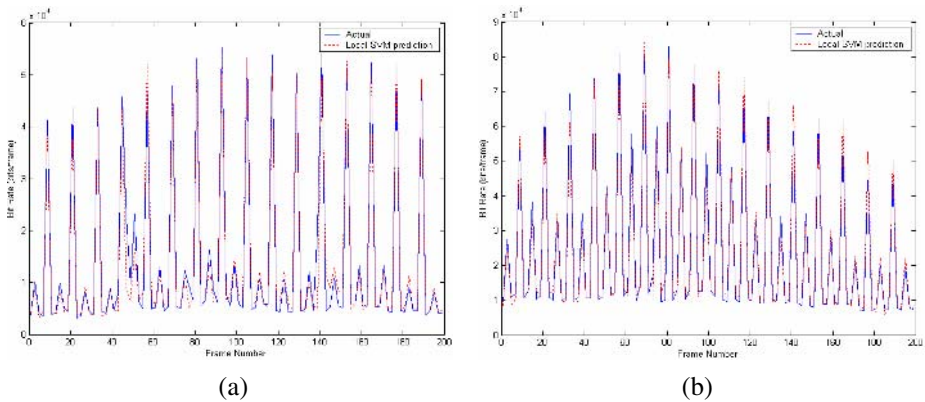 x 10⁴
Actual
Local SVM prediction
Bit Rate (bits/frame)
6
5
4
3
2
1
0
0 20 40 60 80 100 120 140 160 180 200
Frame Number
(a)
x 10⁴
Actual
Local SVM prediction
Bit Rate (bits/frame)
9
8
7
6
5
4
3
2
1
0
0 20 40 60 80 100 120 140 160 180 200
Frame Number
(b)